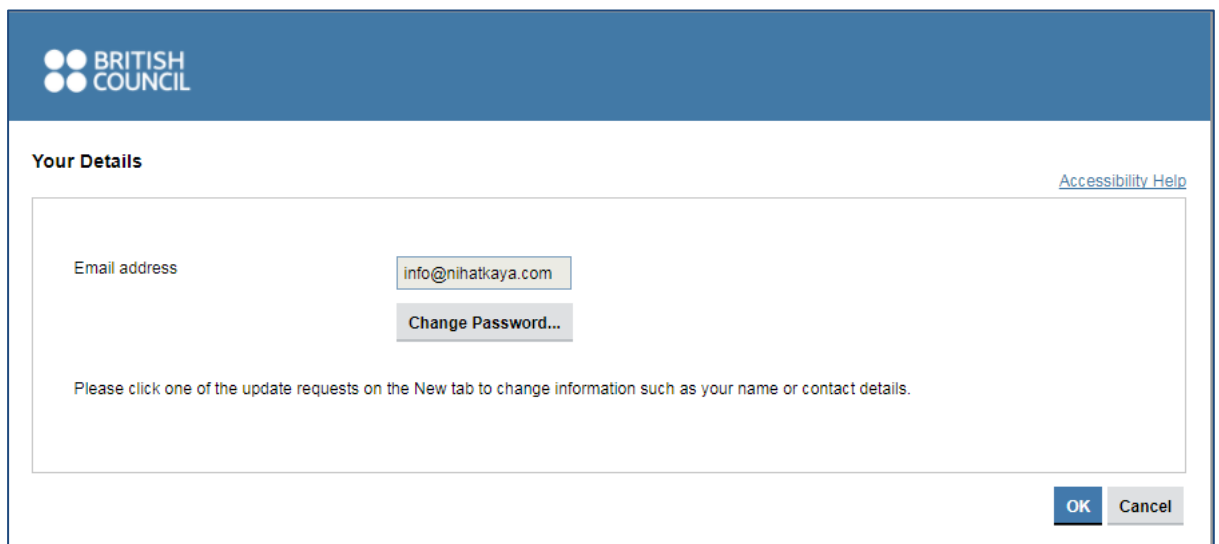 BRITISH
COUNCIL
Your Details
Accessibility Help
Email address
info@nihatkaya.com
Change Password...
Please click one of the update requests on the New tab to change information such as your name or contact details.
OK
Cancel